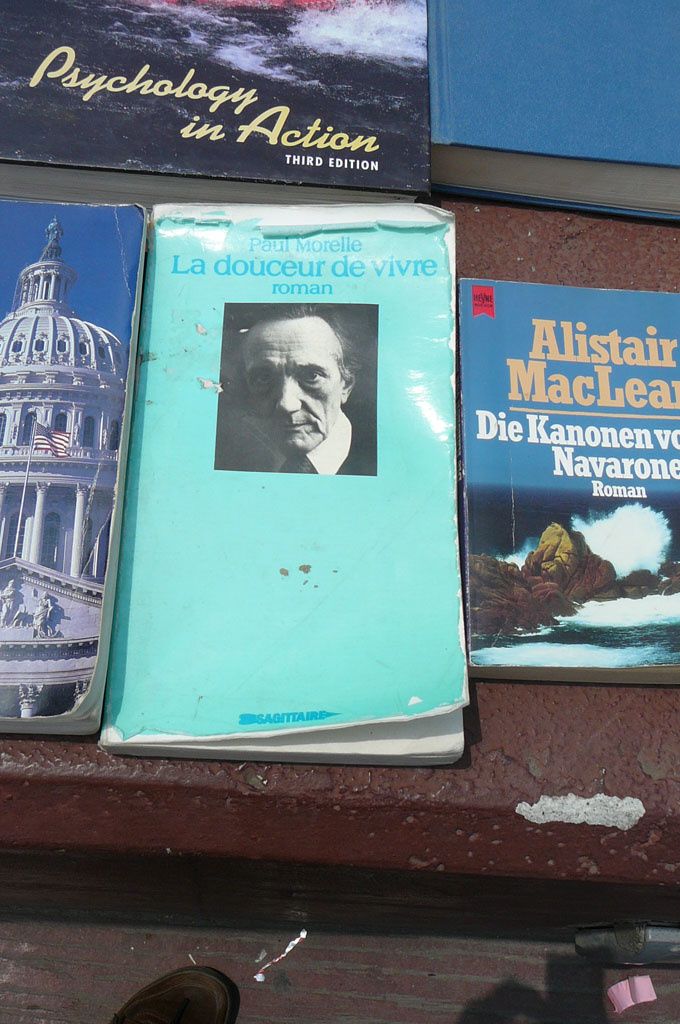 Psychology
in Action
THIRD EDITION
Paul Morelle
La douceur de vivre
roman
SAGITTAIRE
HEYNE
Alistair
MacLean
Die Kanonen vo
Navarone
Roman